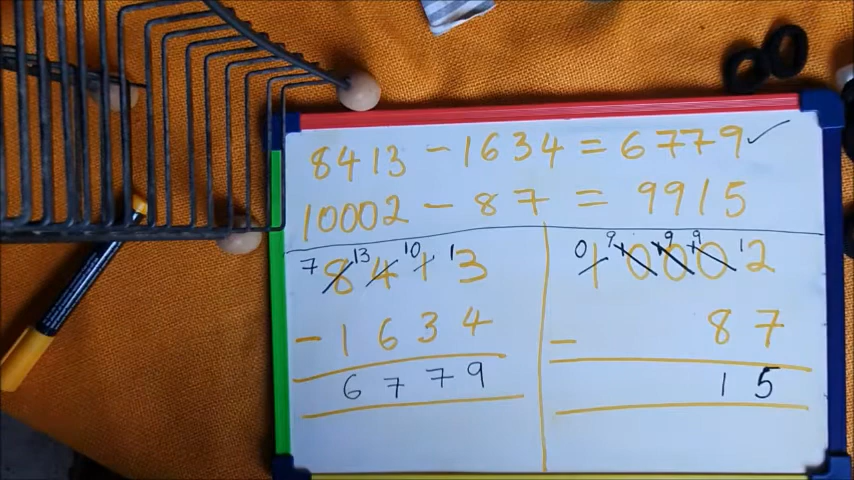 8413 - 1634 = 6779 ✓
10002 - 87 = 9915
7 13 10 1
8 4 1 3
- 1 6 3 4
6 7 7 9
0 9 9 9 1
1 0 0 0 2
- 8 7
1 5